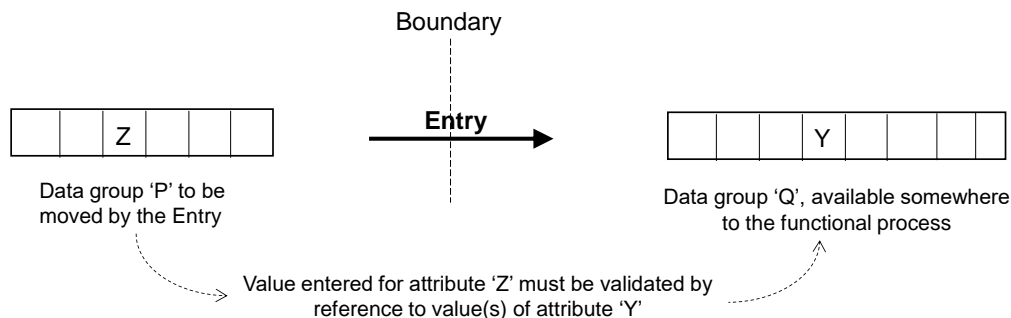 Boundary
Z
Entry
Y
Data group ‘P’ to be
moved by the Entry
Data group ‘Q’, available somewhere
to the functional process
Value entered for attribute ‘Z’ must be validated by
reference to value(s) of attribute ‘Y’